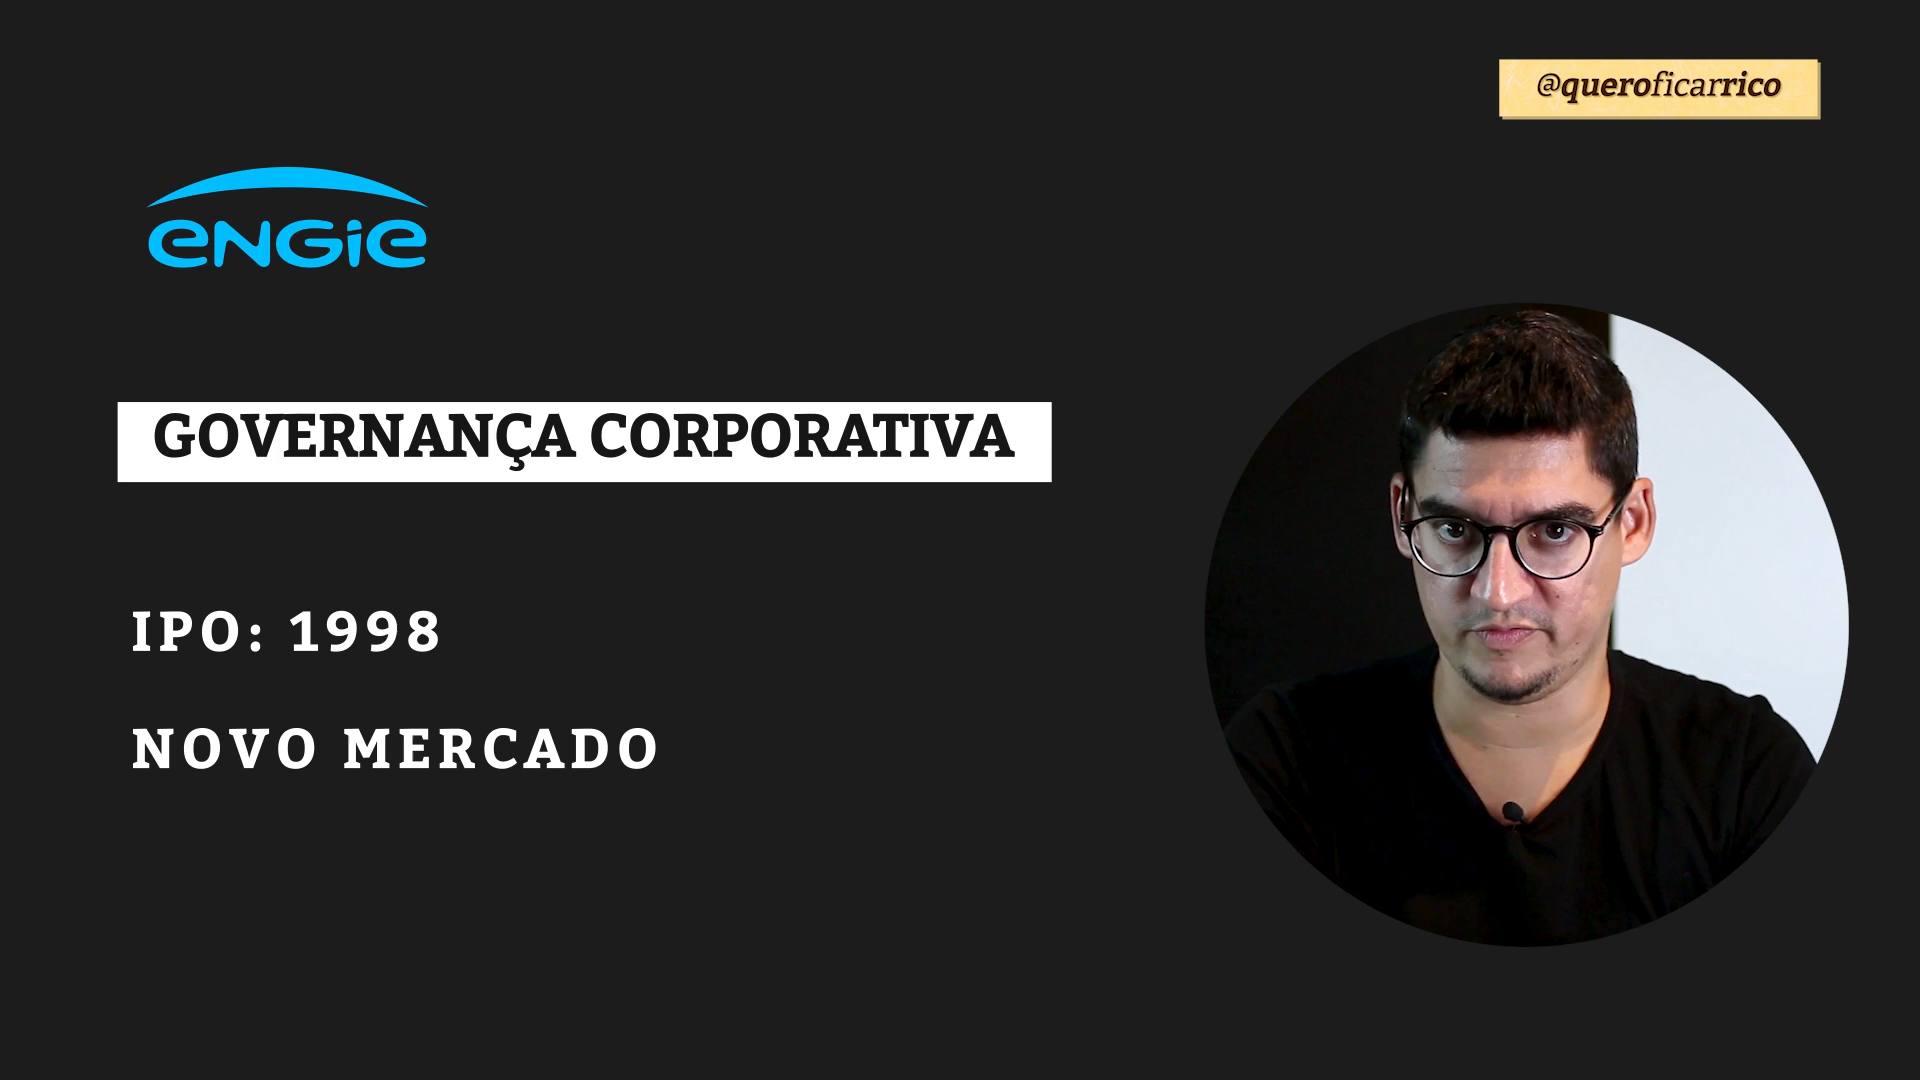 @queroficarrico
eNGie
GOVERNANÇA CORPORATIVA
IPO: 1998
NOVO MERCADO